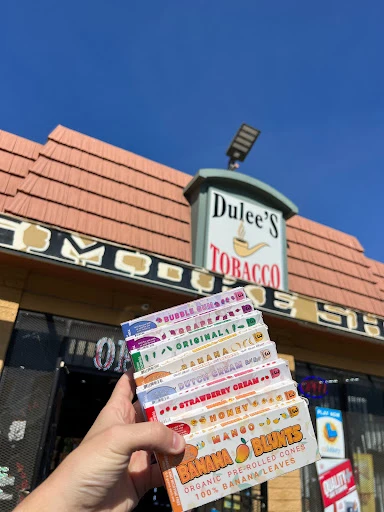 DuLee'S
TOBACCO
BUBBLE GUM
GRAPE
ORIGINAL
BANANA
DUTCH CREAM
STRAWBERRY CREAM
HONEY
MANGO
BANANA BLUNTS.
ORGANIC PRE-ROLLED CONES
100% BANANA LEAVES